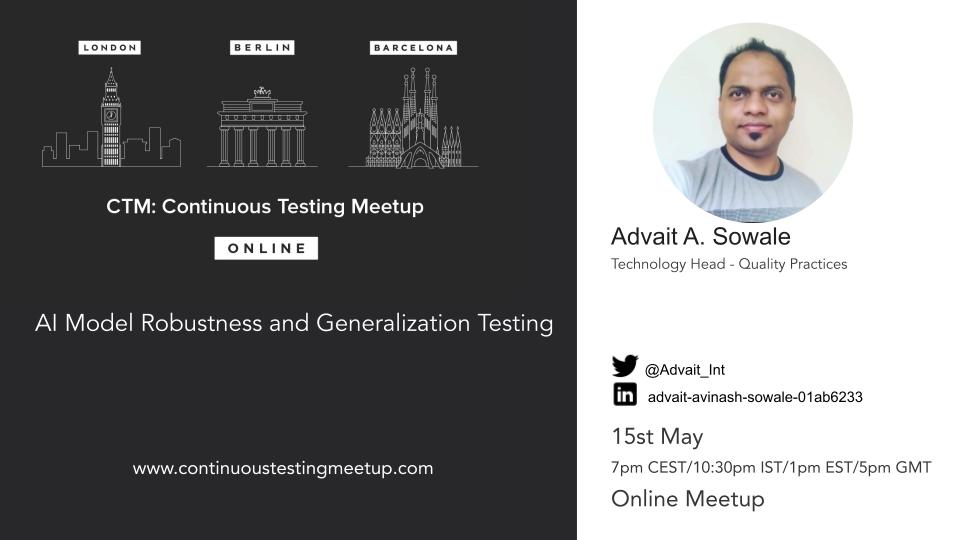 LONDON
BERLIN
BARCELONA
CTM: Continuous Testing Meetup
ONLINE
AI Model Robustness and Generalization Testing
www.continuoustestingmeetup.com
Advait A. Sowale
Technology Head - Quality Practices
@Advait_Int
in advait-avinash-sowale-01ab6233
15st May
7pm CEST/10:30pm IST/1pm EST/5pm GMT
Online Meetup